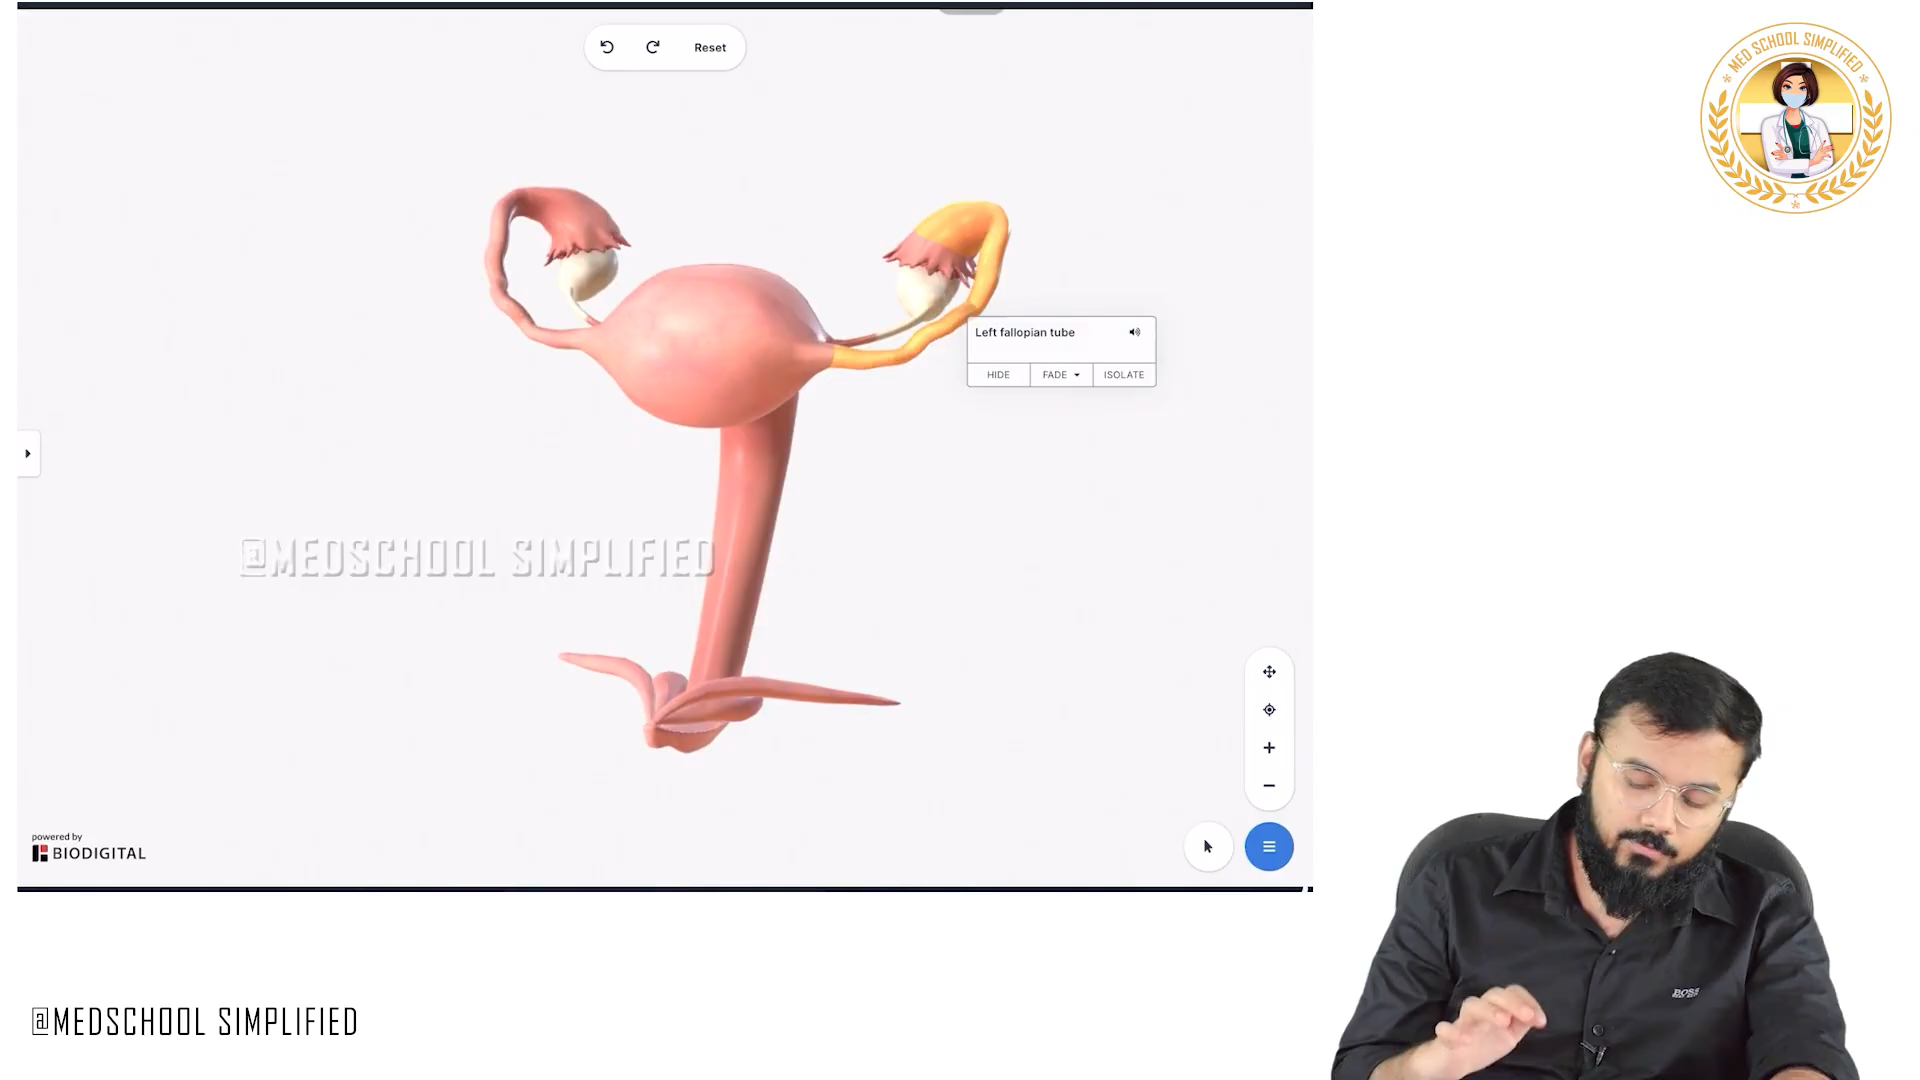 Reset
MED SCHOOL SIMPLIFIED
Left fallopian tube
HIDE
FADE
ISOLATE
@MEDSCHOOL SIMPLIFIED
powered by
BIODIGITAL
BOSS
@MEDSCHOOL SIMPLIFIED